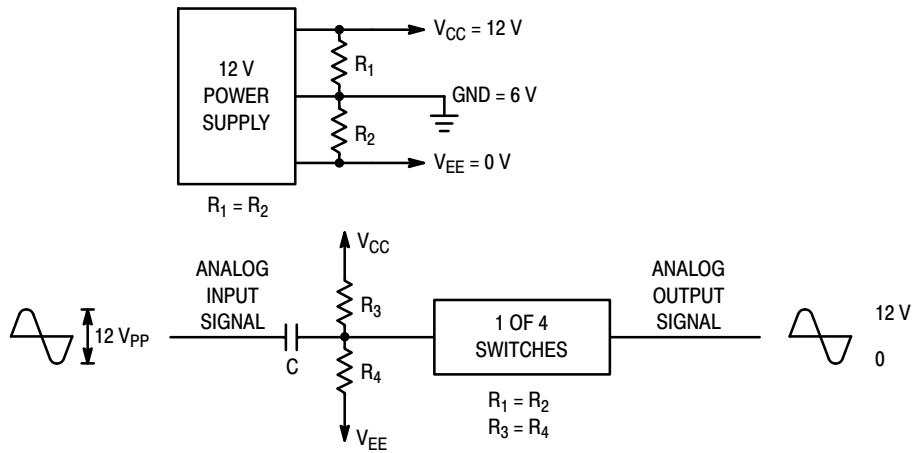 12 V
POWER
SUPPLY
V_CC = 12 V
R_1
GND = 6 V
R_2
V_EE = 0 V
R_1 = R_2
12 V_PP
ANALOG
INPUT
SIGNAL
C
V_CC
R_3
R_4
V_EE
1 OF 4
SWITCHES
R_1 = R_2
R_3 = R_4
ANALOG
OUTPUT
SIGNAL
12 V
0